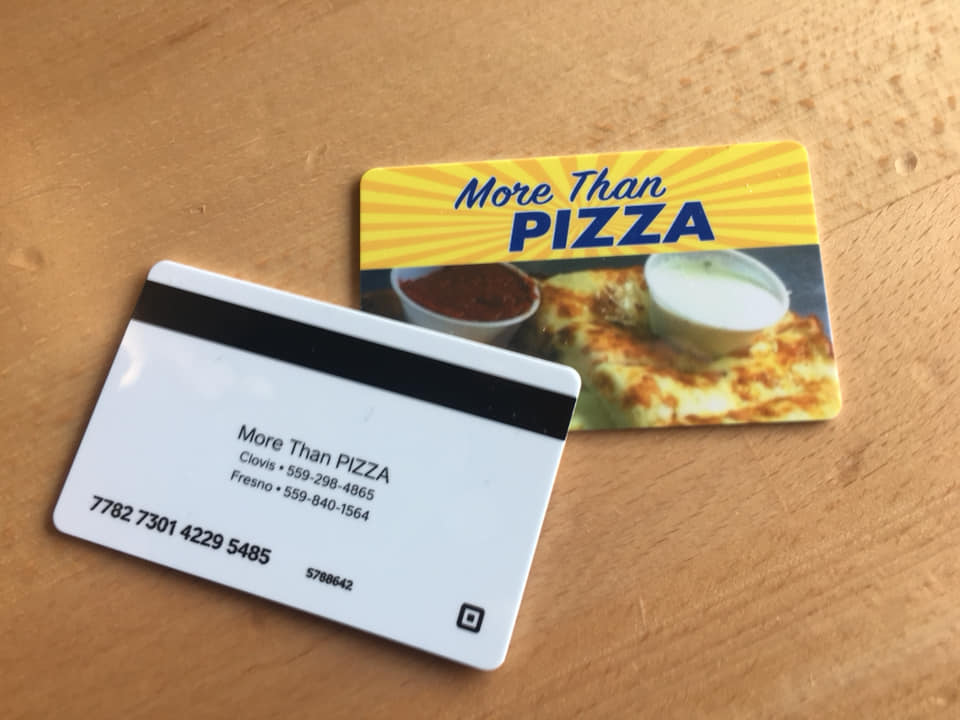 More Than
PIZZA
More Than PIZZA
Clovis • 559-298-4865
Fresno • 559-840-1564
7782 7301 4229 5485
5788642